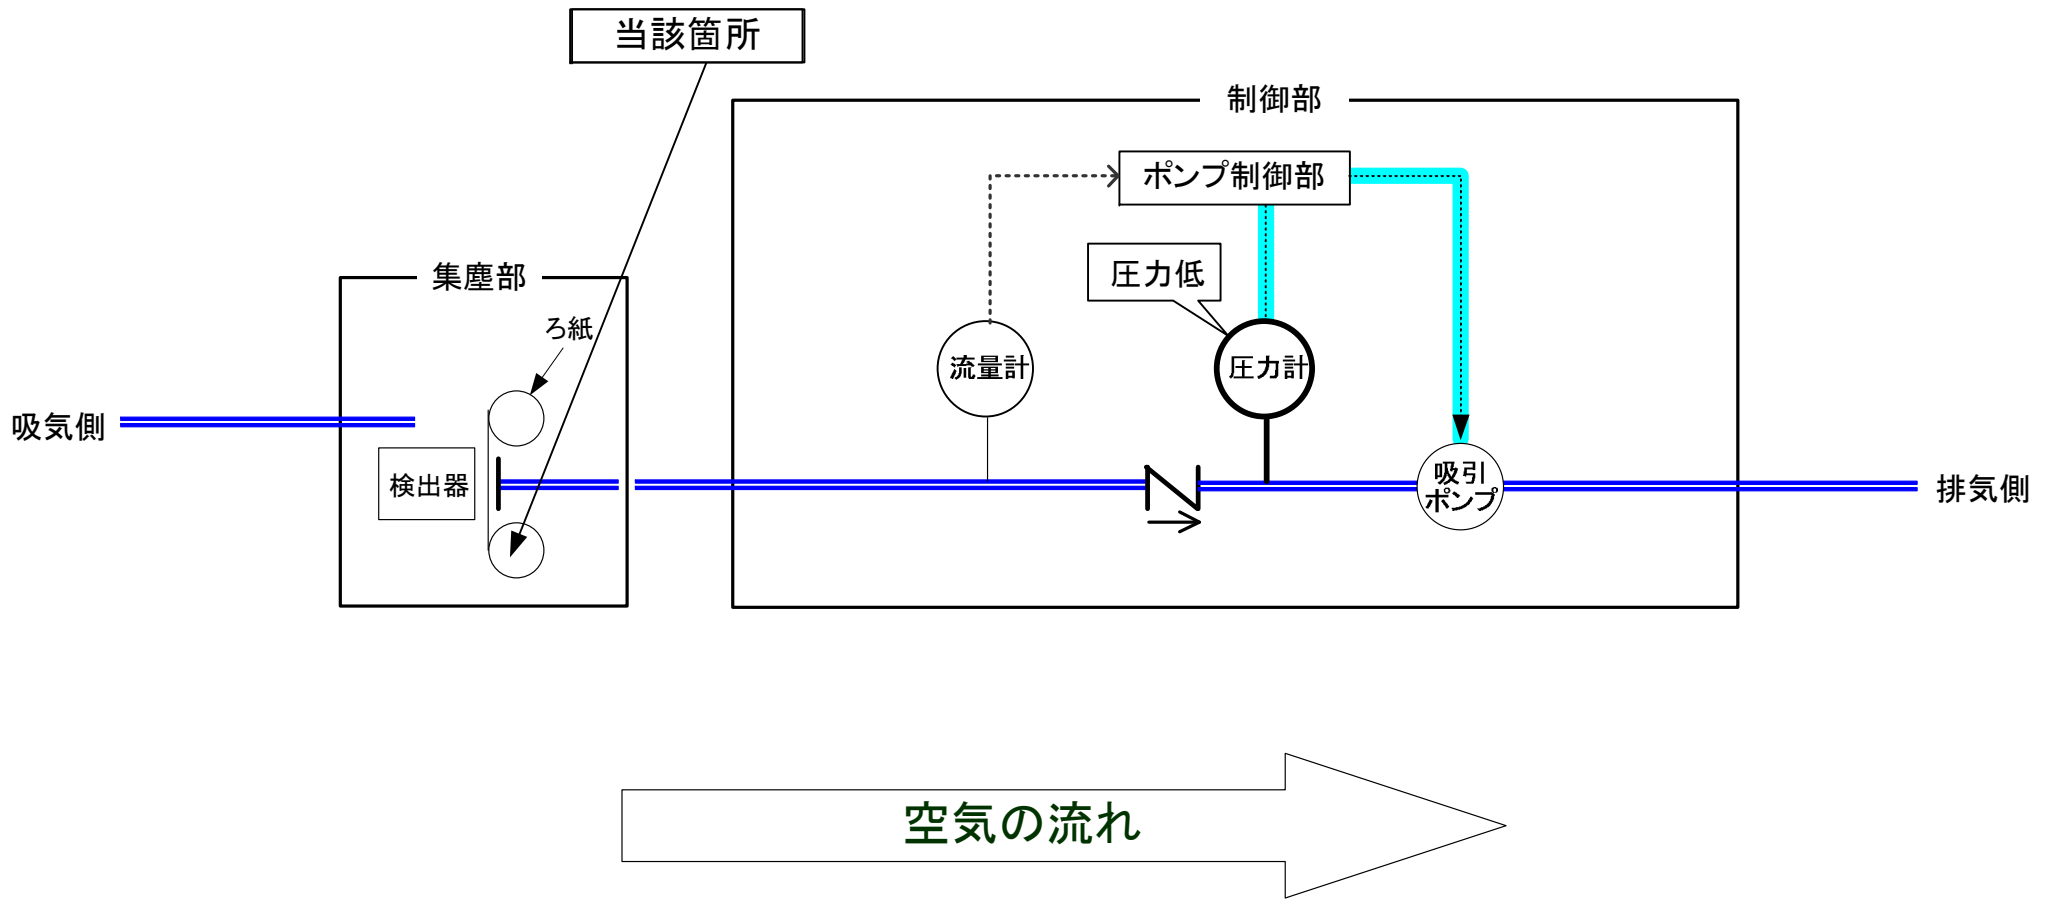 当該箇所
制御部
ポンプ制御部
圧力低
集塵部
ろ紙
流量計
圧力計
吸気側
検出器
吸引
ポンプ
排気側
空気の流れ